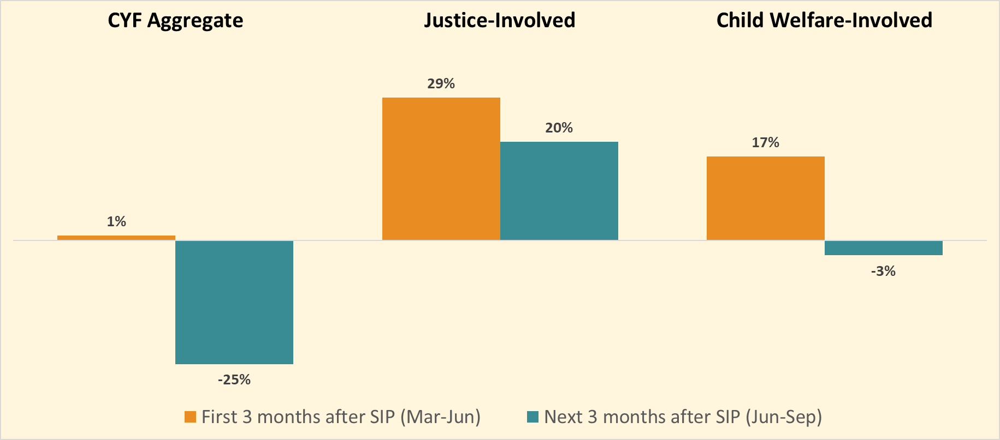 CYF Aggregate
Justice-Involved
Child Welfare-Involved
29%
20%
17%
1%
-3%
-25%
First 3 months after SIP (Mar-Jun)
Next 3 months after SIP (Jun-Sep)